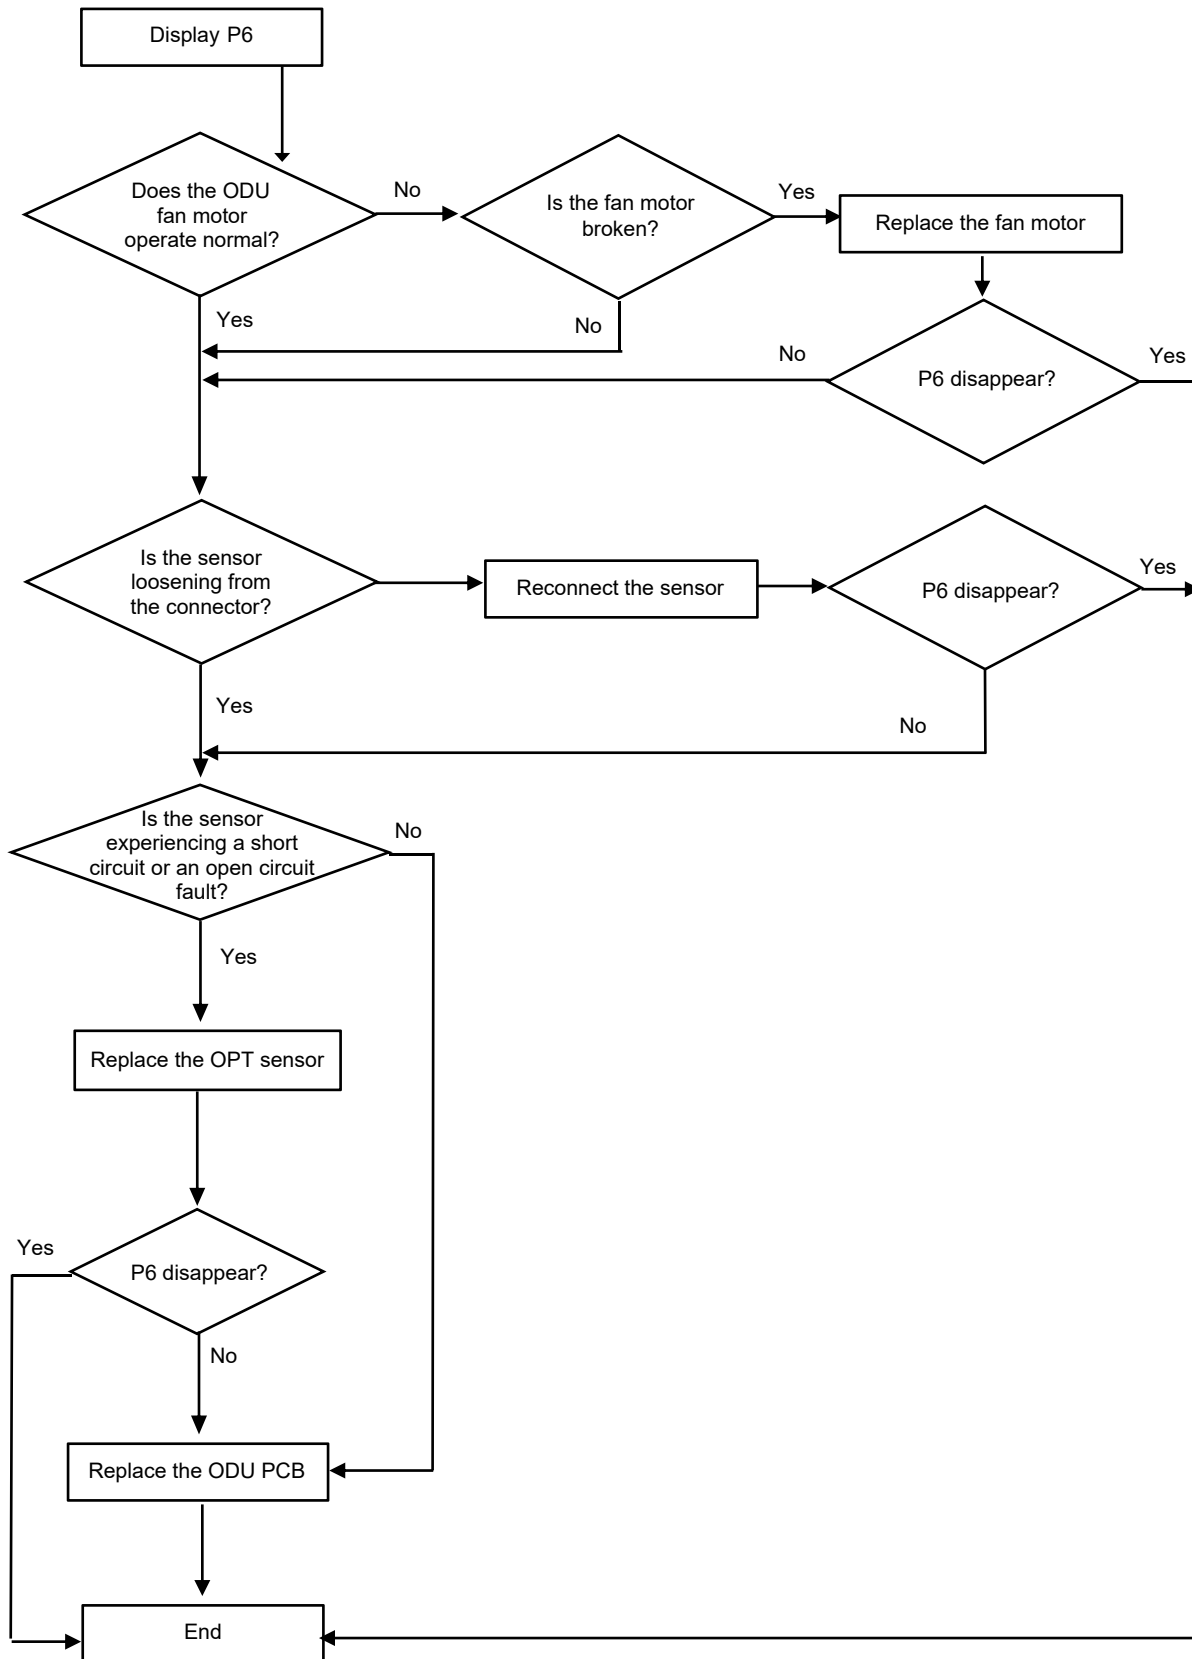 Display P6
Does the ODU
fan motor
operate normal?
No
Is the fan motor
broken?
Yes
Replace the fan motor
Yes
No
No
P6 disappear?
Yes
Is the sensor
loosening from
the connector?
Reconnect the sensor
P6 disappear?
Yes
Yes
No
Is the sensor
experiencing a short
circuit or an open circuit
fault?
No
Yes
Replace the OPT sensor
Yes
P6 disappear?
No
Replace the ODU PCB
End